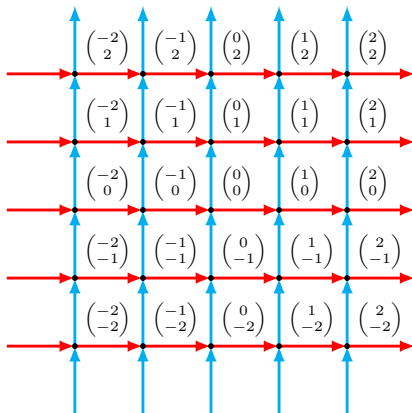 (−2 2) (−1 2) (0 2) (1 2) (2 2)
(−2 1) (−1 1) (0 1) (1 1) (2 1)
(−2 0) (−1 0) (0 0) (1 0) (2 0)
(−2 −1) (−1 −1) (0 −1) (1 −1) (2 −1)
(−2 −2) (−1 −2) (0 −2) (1 −2) (2 −2)